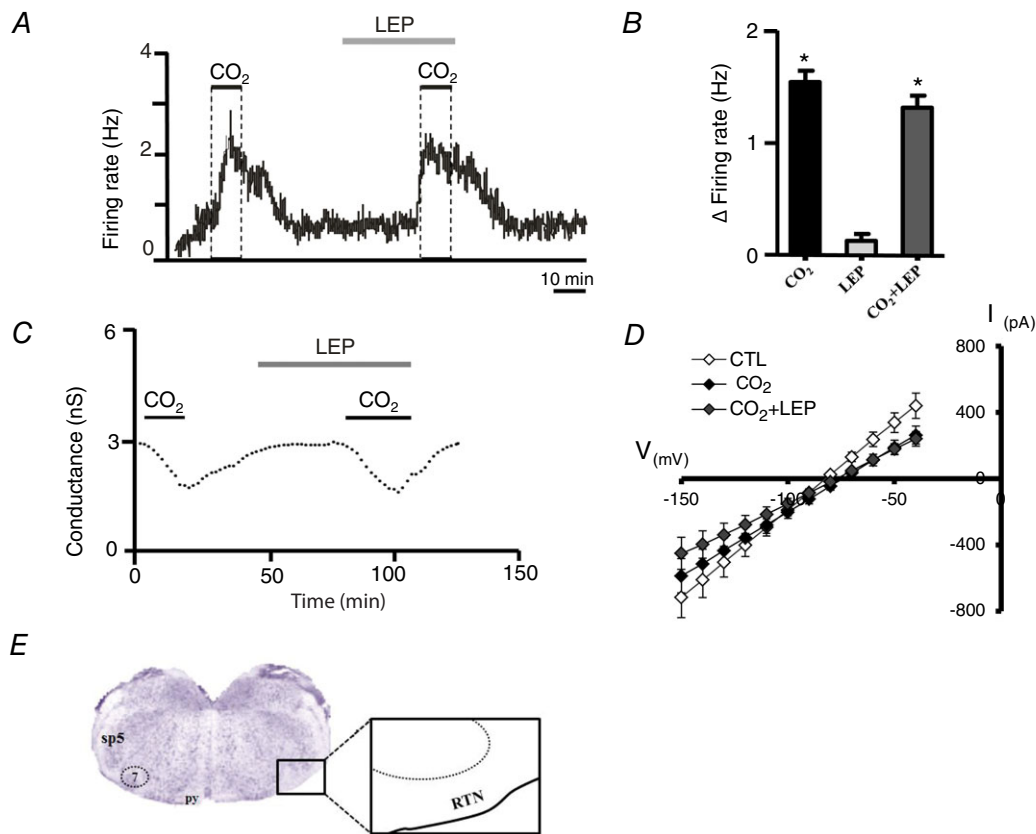 A
LEP
CO₂
CO₂
Firing rate (Hz)
4
2
0
10 min
B
Δ Firing rate (Hz)
2
1
0
*
*
CO₂
LEP
CO₂+LEP
C
LEP
CO₂
CO₂
Conductance (nS)
6
3
0
0
50
100
150
Time (min)
D
CTL
CO₂
CO₂+LEP
I (pA)
800
400
0
-400
-800
V(mV)
-150
-100
-50
0
E
sp5
7
py
RTN